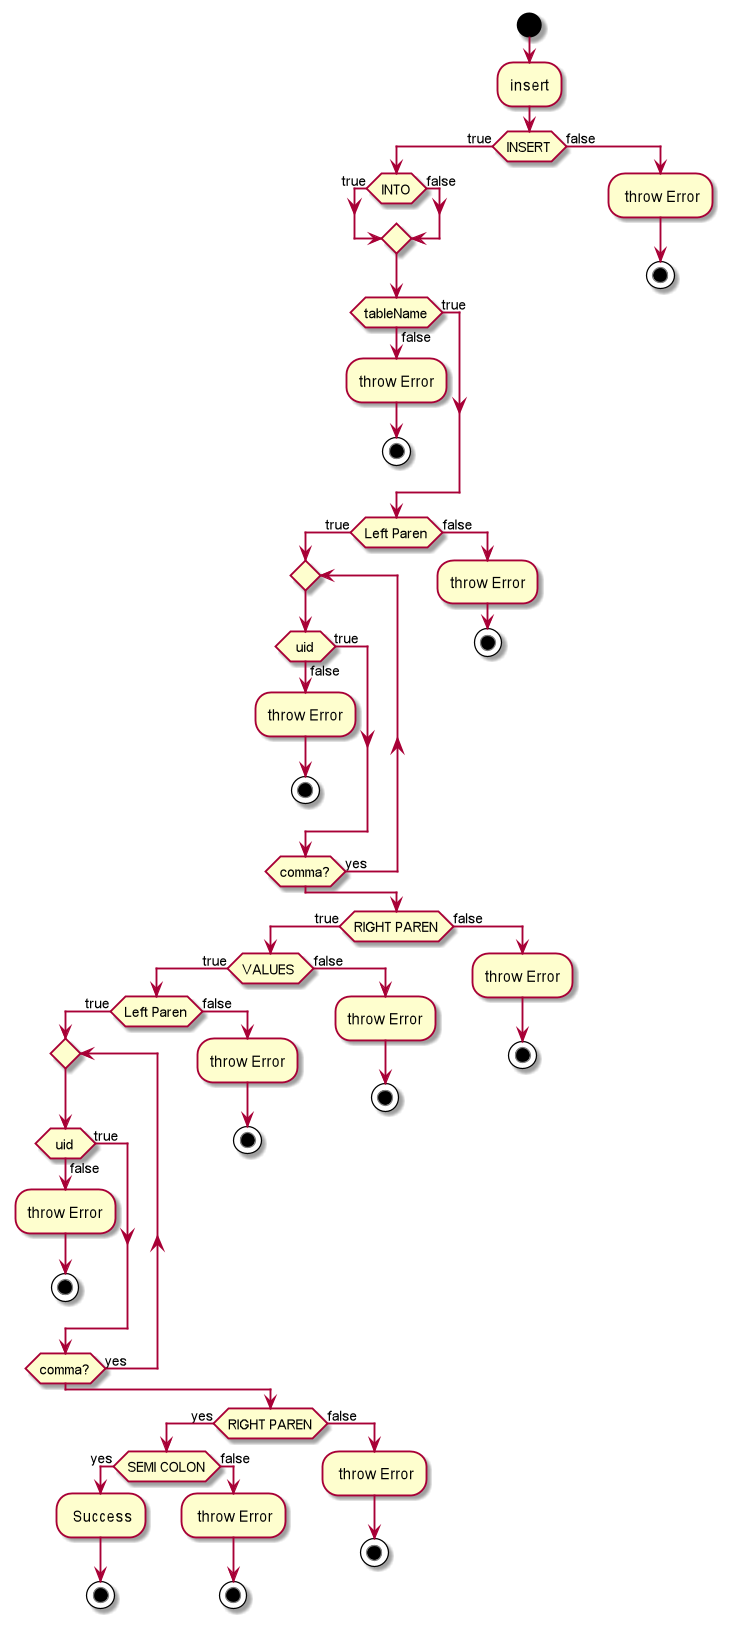 insert
true
INSERT
false
true
INTO
false
throw Error
tableName
true
false
throw Error
true
Left Paren
false
throw Error
uid
true
false
throw Error
comma?
yes
true
RIGHT PAREN
false
true
VALUES
false
throw Error
true
Left Paren
false
throw Error
throw Error
uid
true
false
throw Error
comma?
yes
yes
RIGHT PAREN
false
yes
SEMI COLON
false
throw Error
Success
throw Error